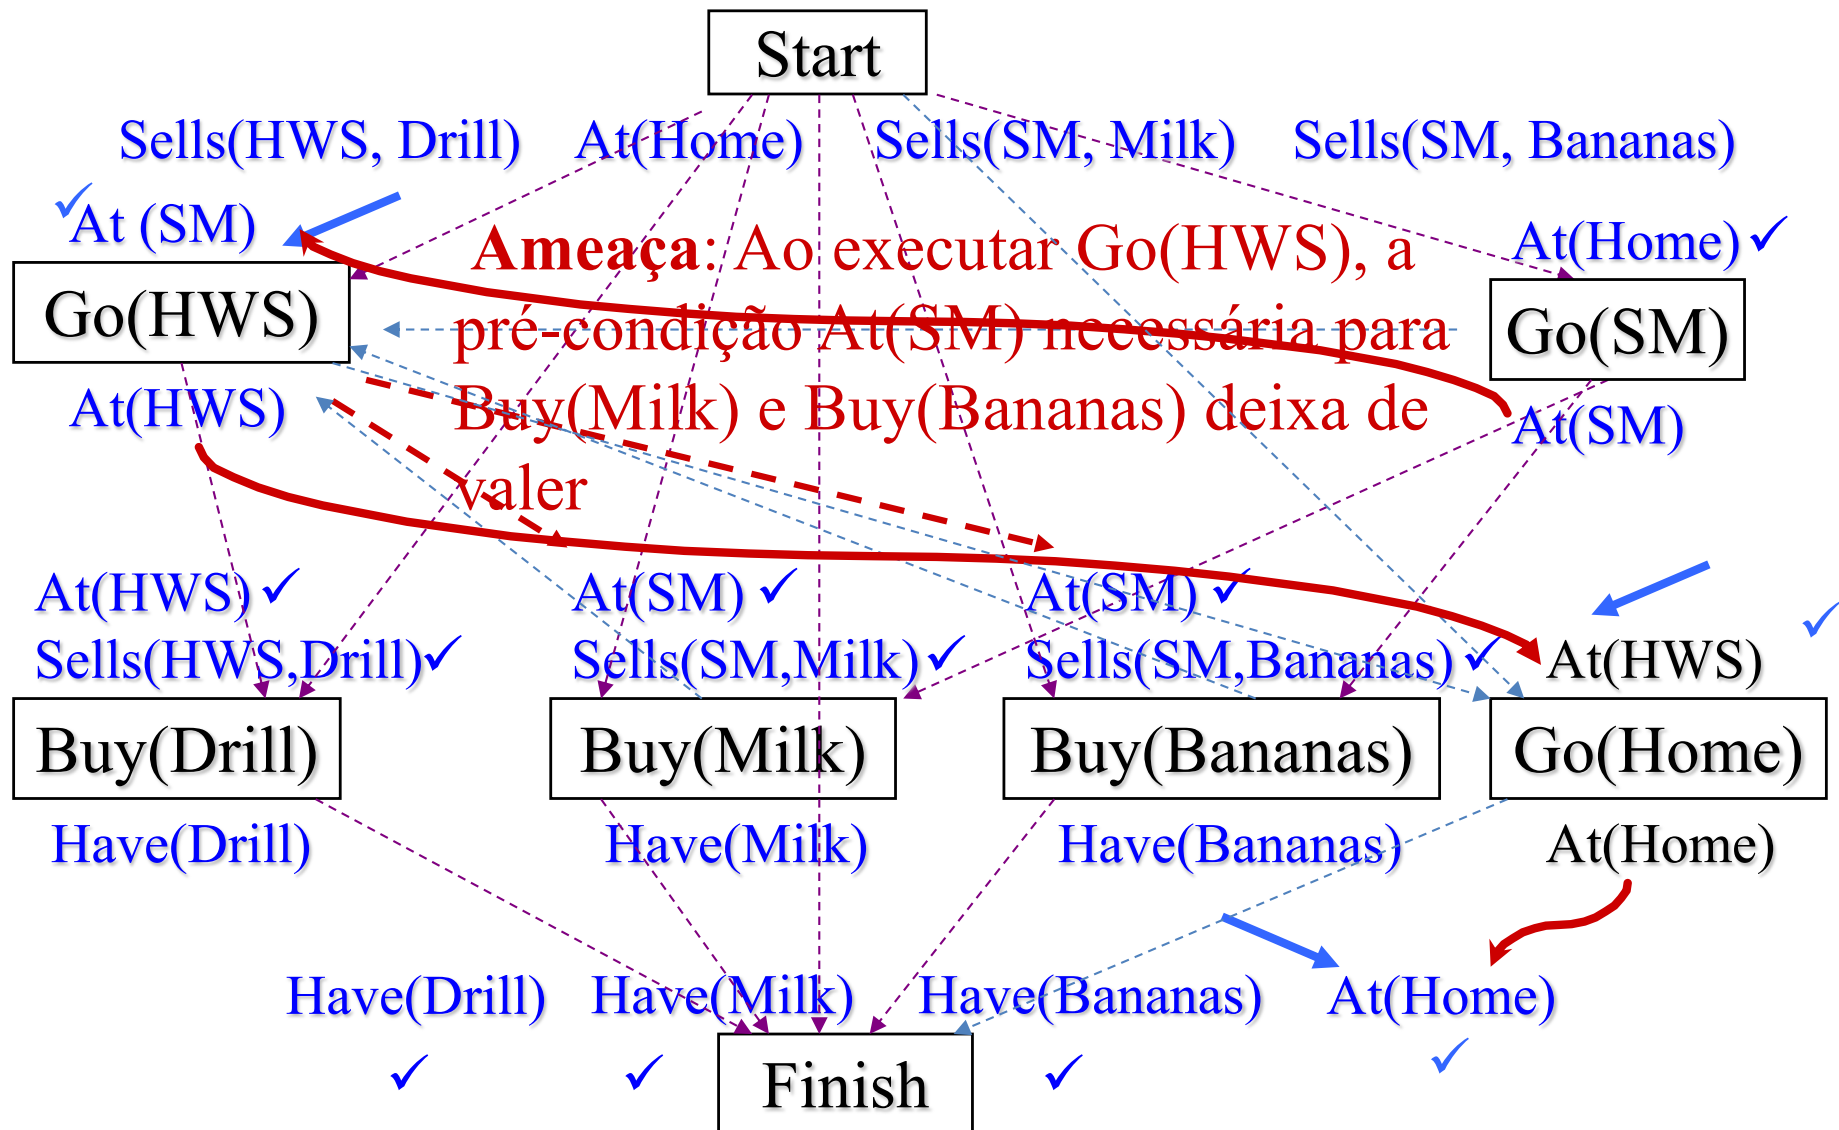 Start
Sells(HWS, Drill) At(Home) Sells(SM, Milk) Sells(SM, Bananas)
At (SM)
At(Home)
Ameaça: Ao executar Go(HWS), a
pré-condição At(SM) necessária para
Buy(Milk) e Buy(Bananas) deixa de
valer
Go(HWS)
Go(SM)
At(HWS)
At(SM)
At(HWS) At(SM) At(SM)
Sells(HWS,Drill) Sells(SM,Milk) Sells(SM,Bananas) At(HWS)
Buy(Drill) Buy(Milk) Buy(Bananas) Go(Home)
Have(Drill) Have(Milk) Have(Bananas) At(Home)
Have(Drill) Have(Milk) Have(Bananas) At(Home)
Finish